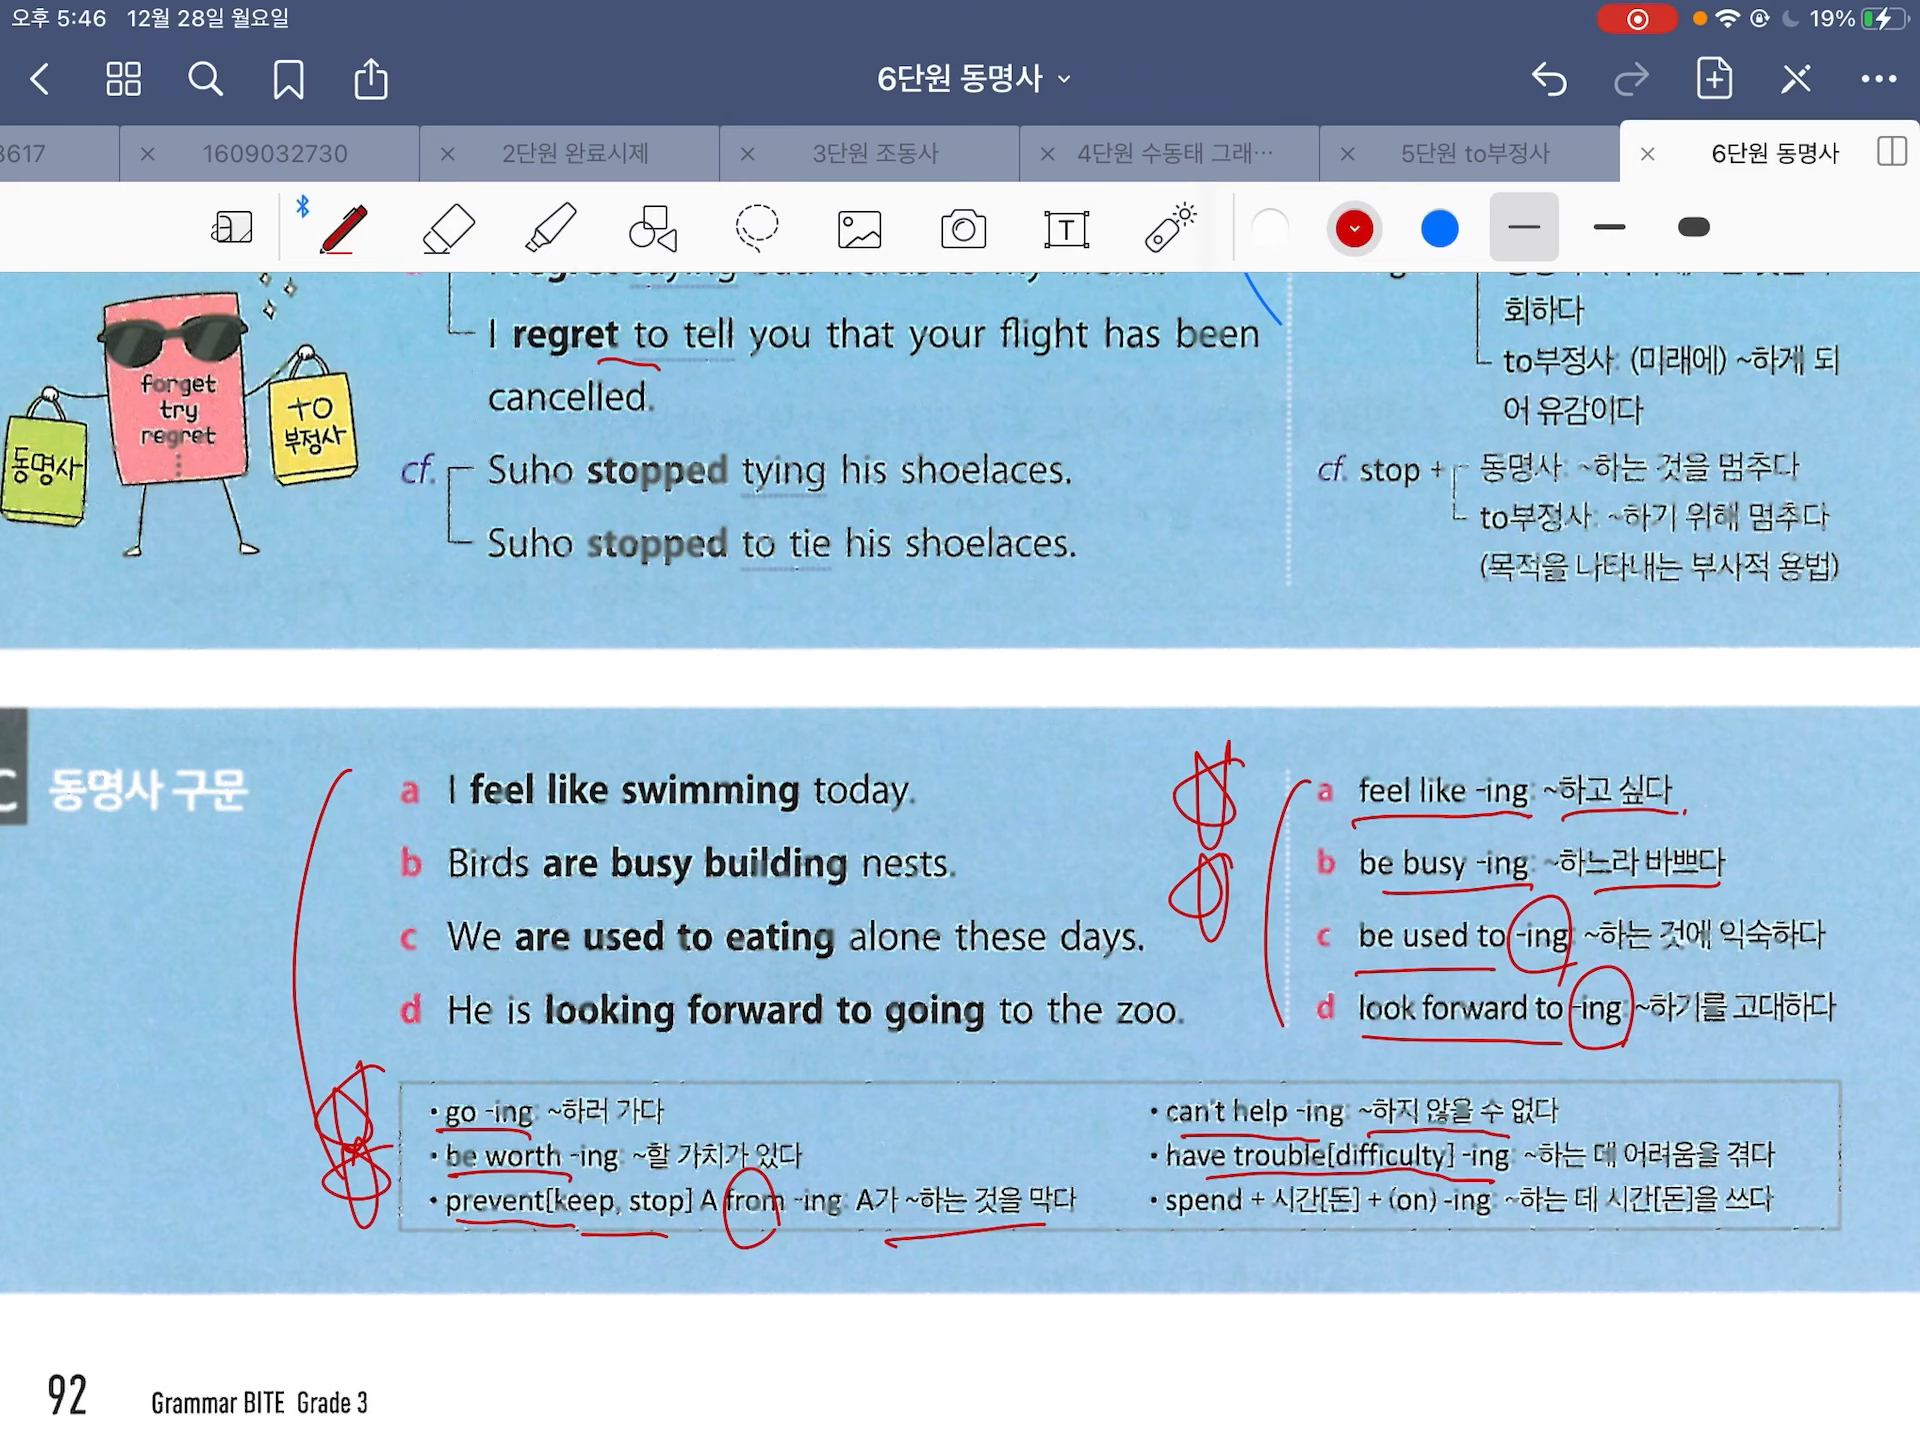 오후 5:46 12월 28일 월요일
19%
6단원 동명사
3617
1609032730
2단원 완료시제
3단원 조동사
4단원 수동태 그래…
5단원 to부정사
6단원 동명사
forget
try
regret
동명사
TO
부정사
I regret to tell you that your flight has been
cancelled.
cf. Suho stopped tying his shoelaces.
Suho stopped to tie his shoelaces.
회하다
to부정사: (미래에) ~하게 되
어 유감이다
cf. stop + 동명사: ~하는 것을 멈추다
to부정사: ~하기 위해 멈추다
(목적을 나타내는 부사적 용법)
C 동명사 구문
a I feel like swimming today.
b Birds are busy building nests.
c We are used to eating alone these days.
d He is looking forward to going to the zoo.
a feel like -ing: ~하고 싶다
b be busy -ing: ~하느라 바쁘다
c be used to -ing: ~하는 것에 익숙하다
d look forward to -ing: ~하기를 고대하다
• go -ing: ~하러 가다
• be worth -ing: ~할 가치가 있다
• prevent[keep, stop] A from -ing: A가 ~하는 것을 막다
• can't help -ing: ~하지 않을 수 없다
• have trouble[difficulty] -ing: ~하는 데 어려움을 겪다
• spend + 시간[돈] + (on) -ing: ~하는 데 시간[돈]을 쓰다
92 Grammar BITE Grade 3